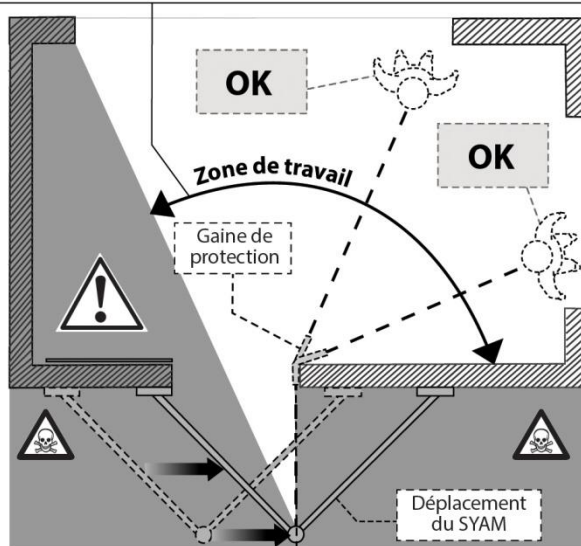 OK
OK
Zone de travail
Gaine de
protection
!
Déplacement
du SYAM